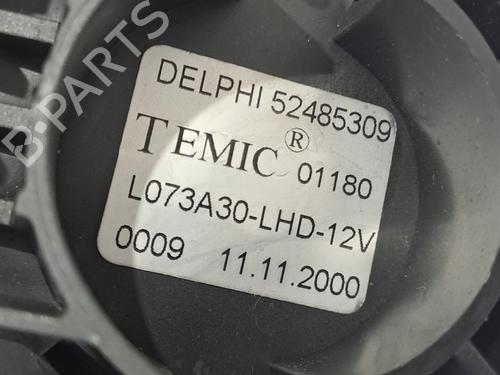 DELPHI 52485309
TEMIC ® 01180
L073A30-LHD-12V
0009 11.11.2000
B-PARTS